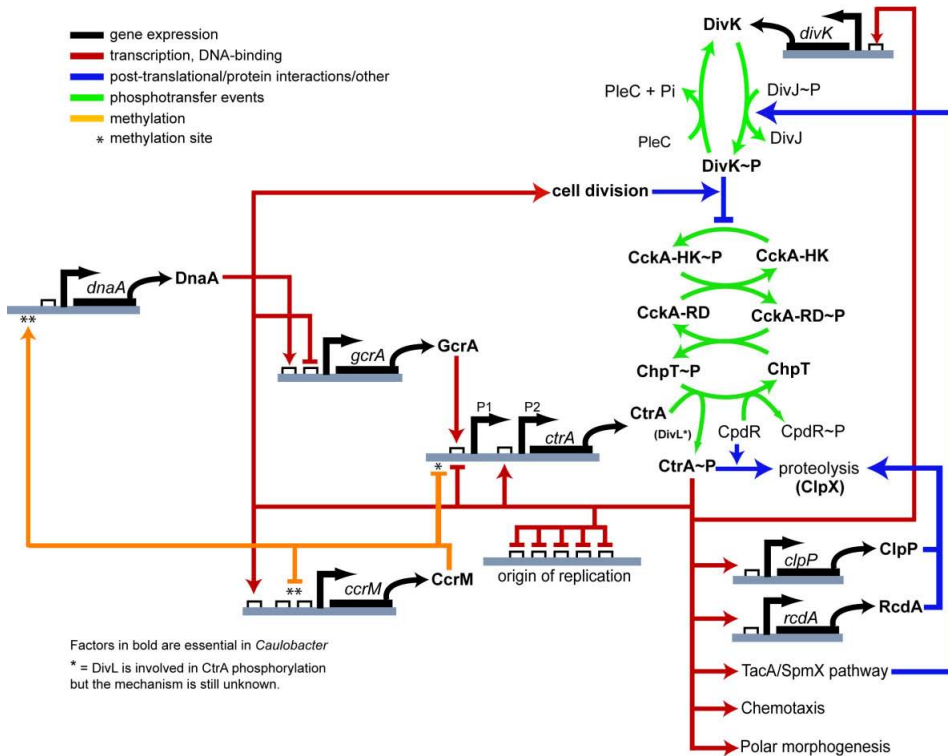 gene expression
transcription, DNA-binding
post-translational/protein interactions/other
phosphotransfer events
methylation
* methylation site
DivK
divK
PleC + Pi
DivJ~P
PleC
DivJ
DivK~P
cell division
CckA-HK~P
CckA-HK
CckA-RD
CckA-RD~P
ChpT~P
ChpT
dnaA
DnaA
**
gcrA
GcrA
P1
P2
ctrA
*
CtrA
(DivL*)
CpdR
CpdR~P
CtrA~P
proteolysis
(ClpX)
origin of replication
**
ccrM
CcrM
clpP
ClpP
rcdA
RcdA
TacA/SpmX pathway
Chemotaxis
Polar morphogenesis
Factors in bold are essential in Caulobacter
* = DivL is involved in CtrA phosphorylation
but the mechanism is still unknown.